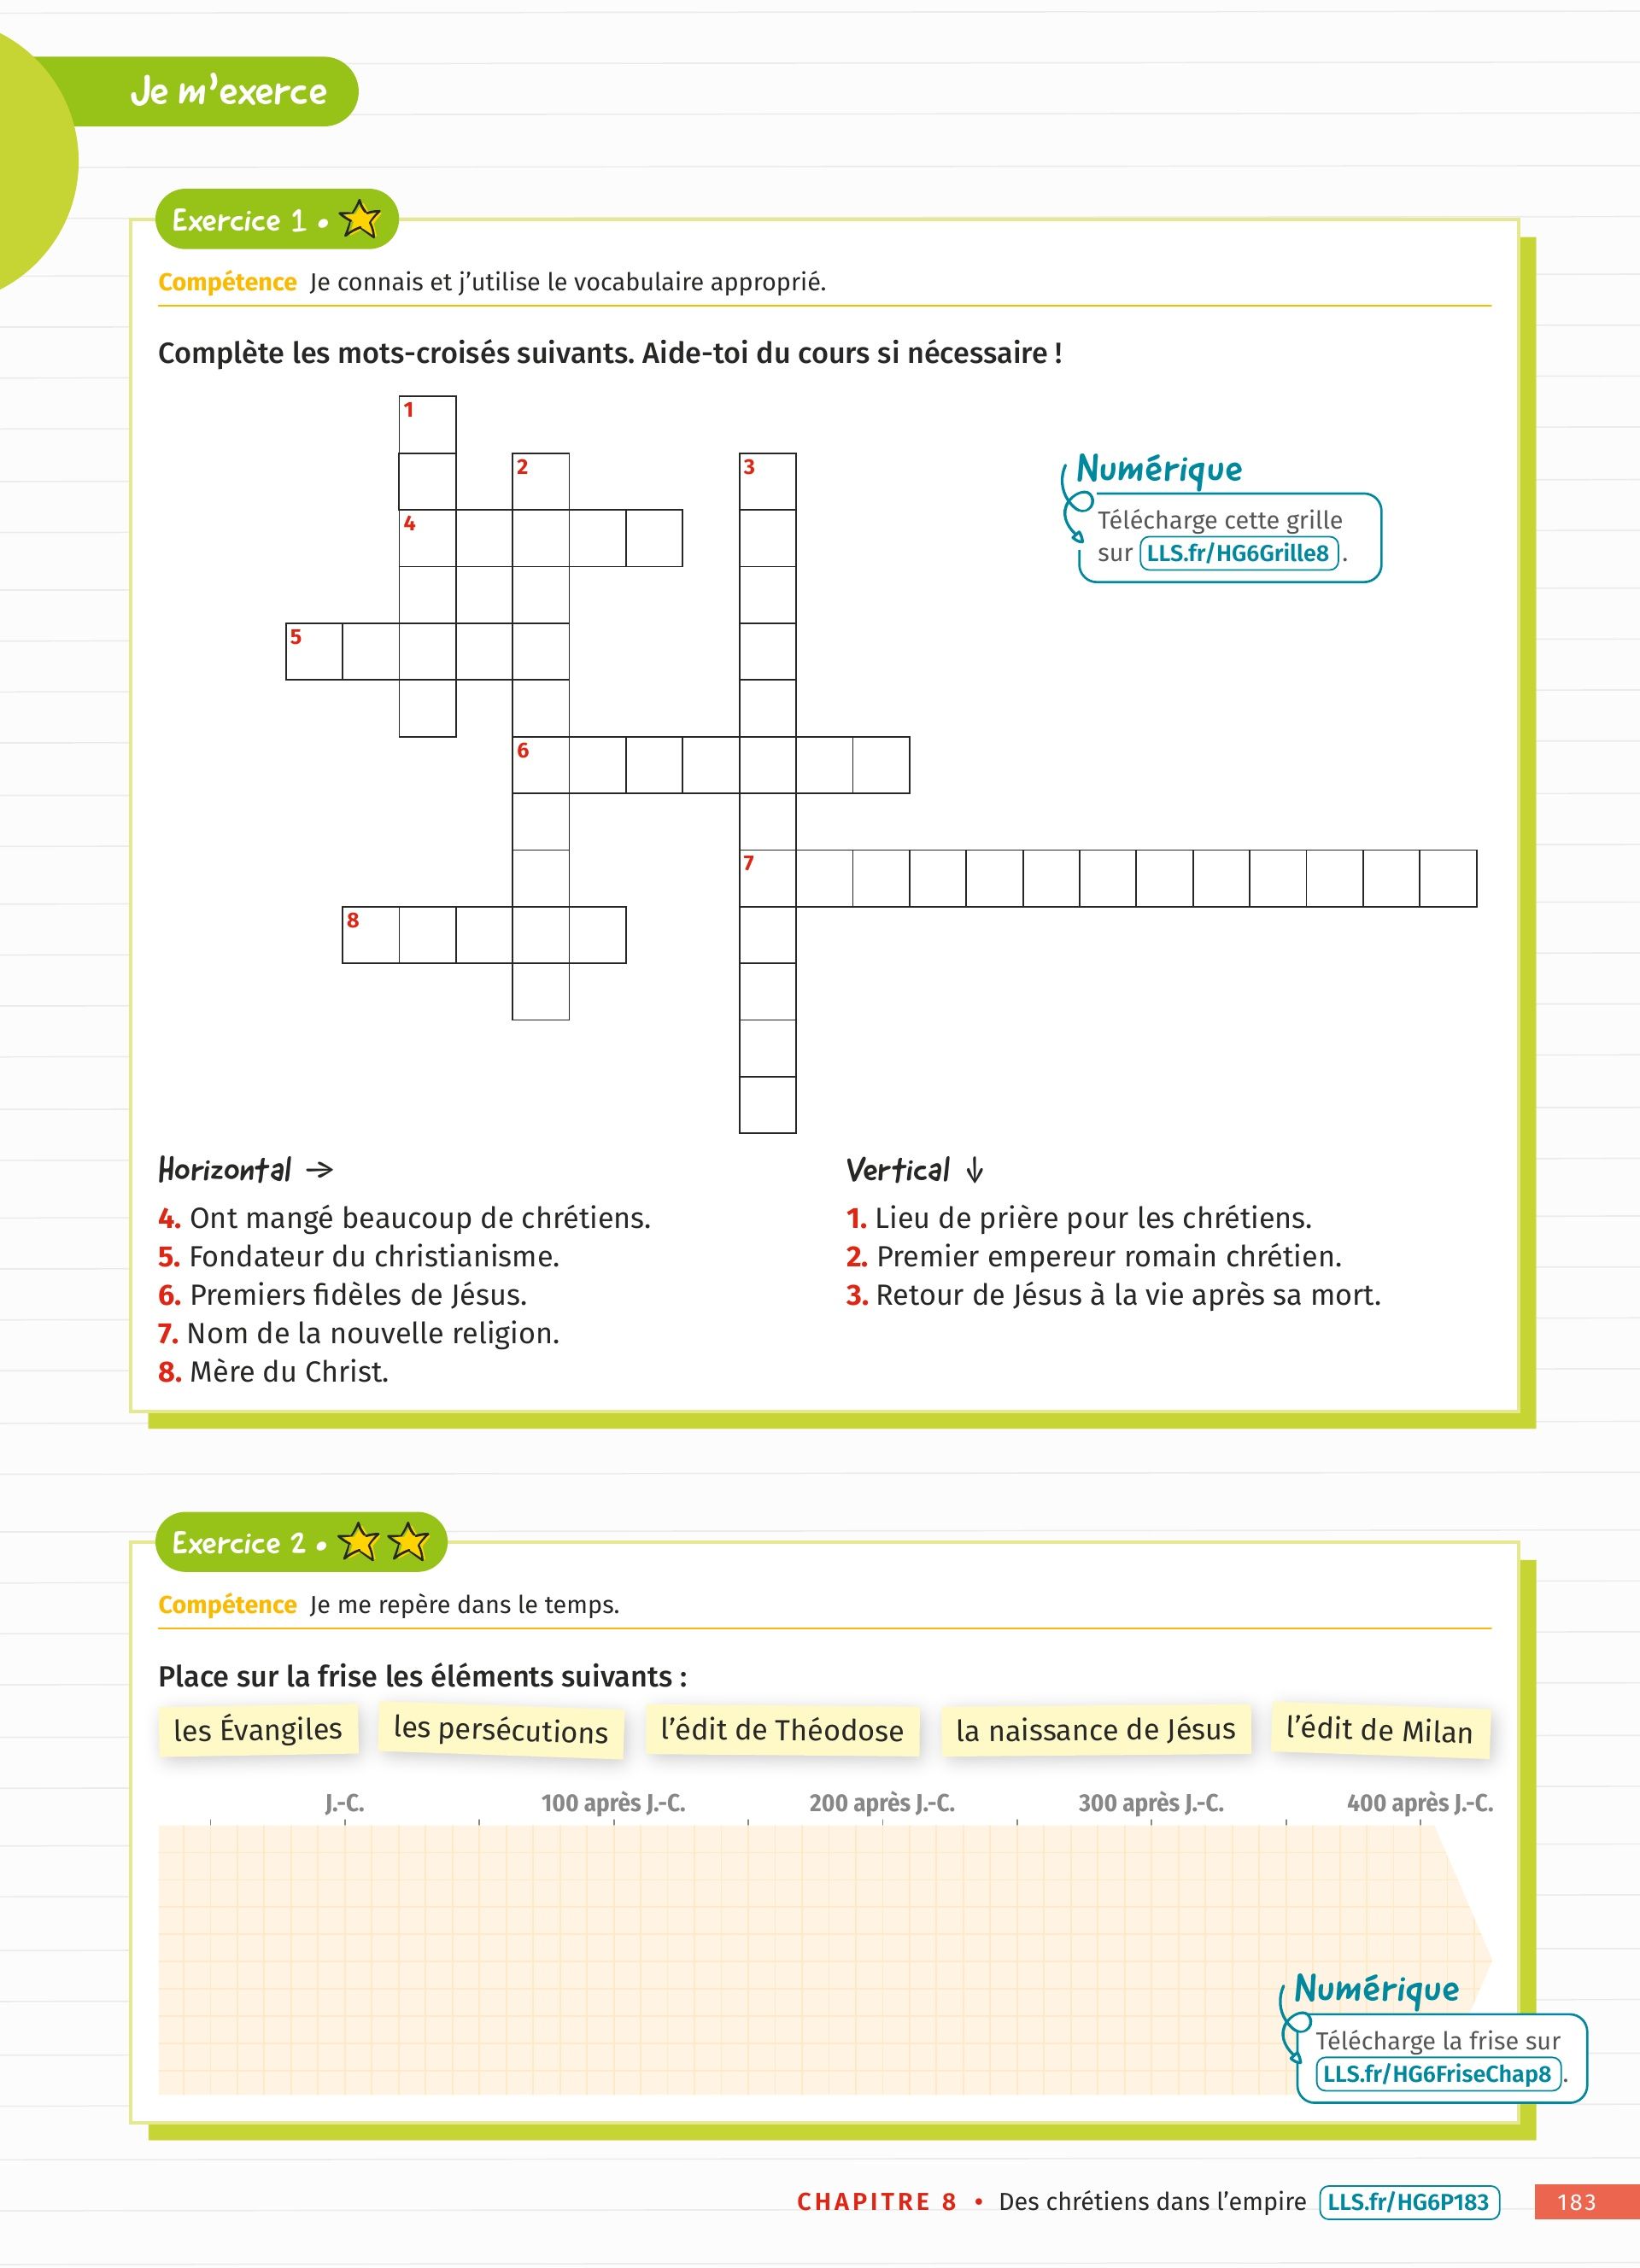 Je m'exerce
Exercice 1 •
Compétence Je connais et j'utilise le vocabulaire approprié.
Complète les mots-croisés suivants. Aide-toi du cours si nécessaire !
1
2
3
4
5
6
7
8
Numérique
Télécharge cette grille
sur LLS.fr/HG6Grille8 .
Horizontal →
4. Ont mangé beaucoup de chrétiens.
5. Fondateur du christianisme.
6. Premiers fidèles de Jésus.
7. Nom de la nouvelle religion.
8. Mère du Christ.
Vertical ↓
1. Lieu de prière pour les chrétiens.
2. Premier empereur romain chrétien.
3. Retour de Jésus à la vie après sa mort.
Exercice 2 •
Compétence Je me repère dans le temps.
Place sur la frise les éléments suivants :
les Évangiles les persécutions l'édit de Théodose la naissance de Jésus l'édit de Milan
J.-C. 100 après J.-C. 200 après J.-C. 300 après J.-C. 400 après J.-C.
Numérique
Télécharge la frise sur
LLS.fr/HG6FriseChap8 .
CHAPITRE 8 • Des chrétiens dans l'empire LLS.fr/HG6P183 183